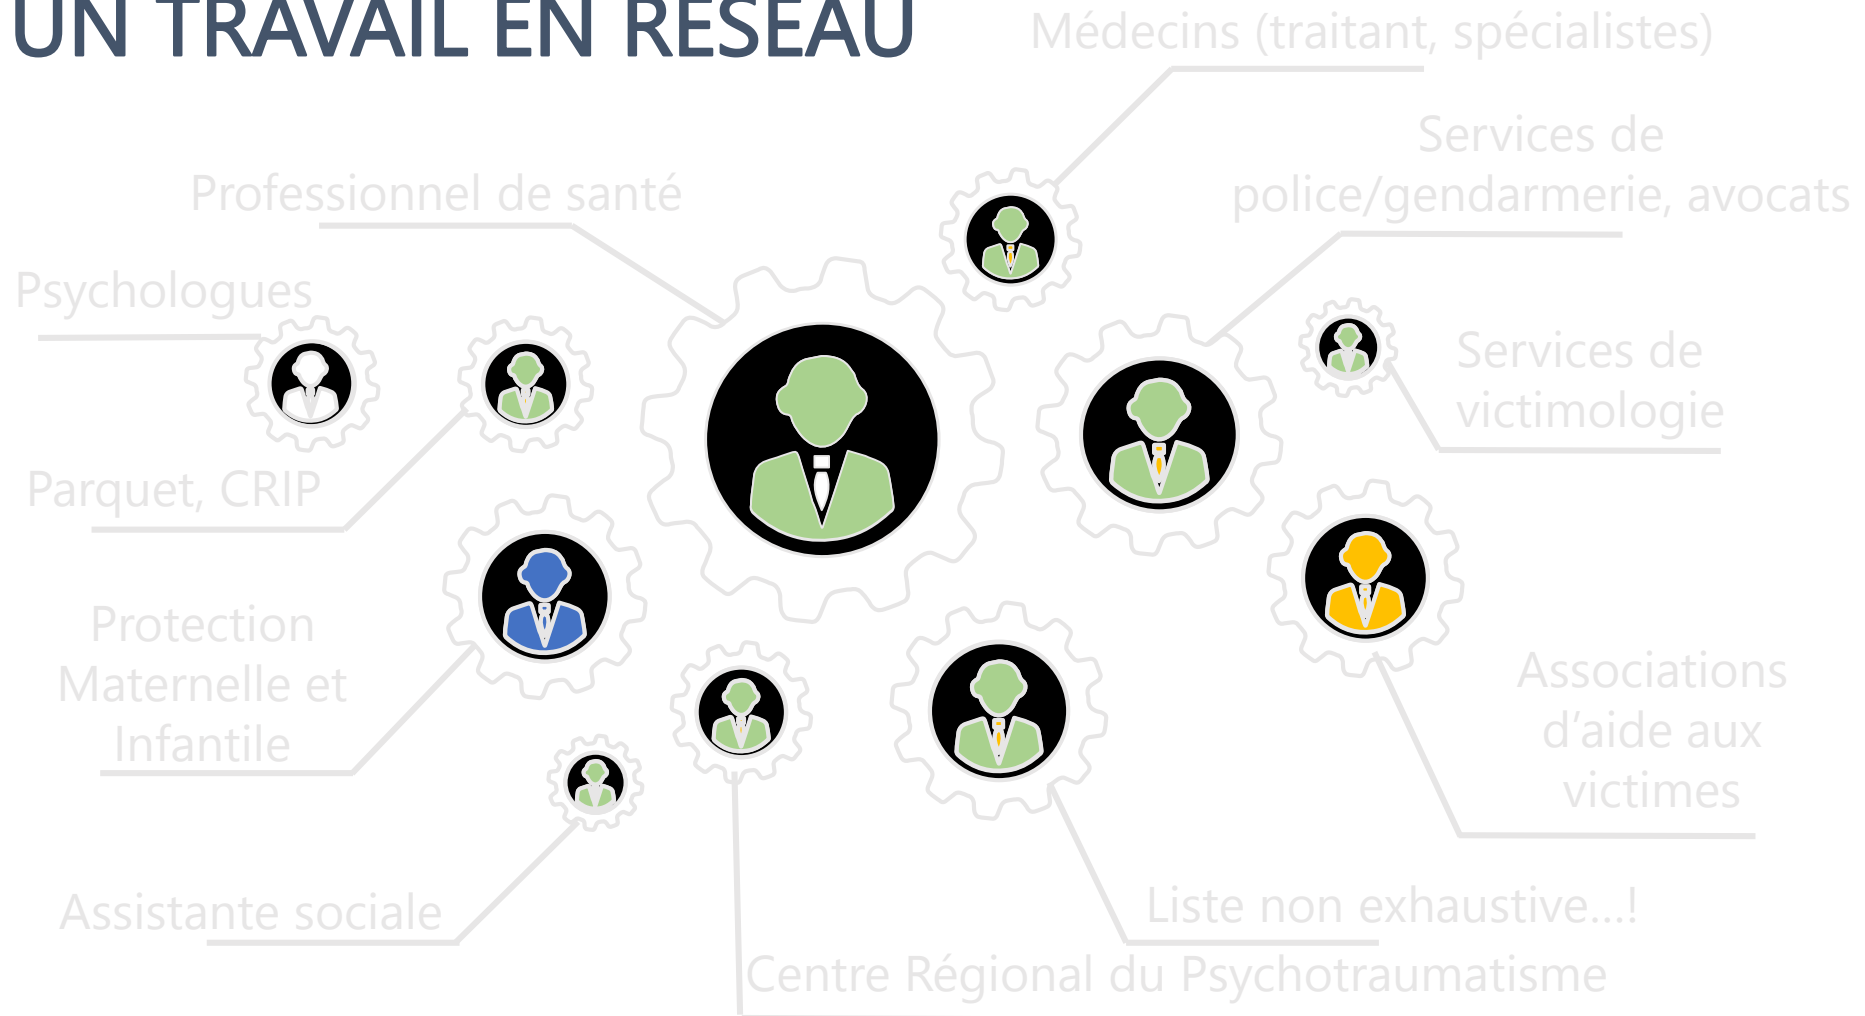 UN TRAVAIL EN RESEAU
Médecins (traitant, spécialistes)
Services de
police/gendarmerie, avocats
Professionnel de santé
Psychologues
Services de
victimologie
Parquet, CRIP
Protection
Maternelle et
Infantile
Associations
d’aide aux
victimes
Assistante sociale
Liste non exhaustive...!
Centre Régional du Psychotraumatisme